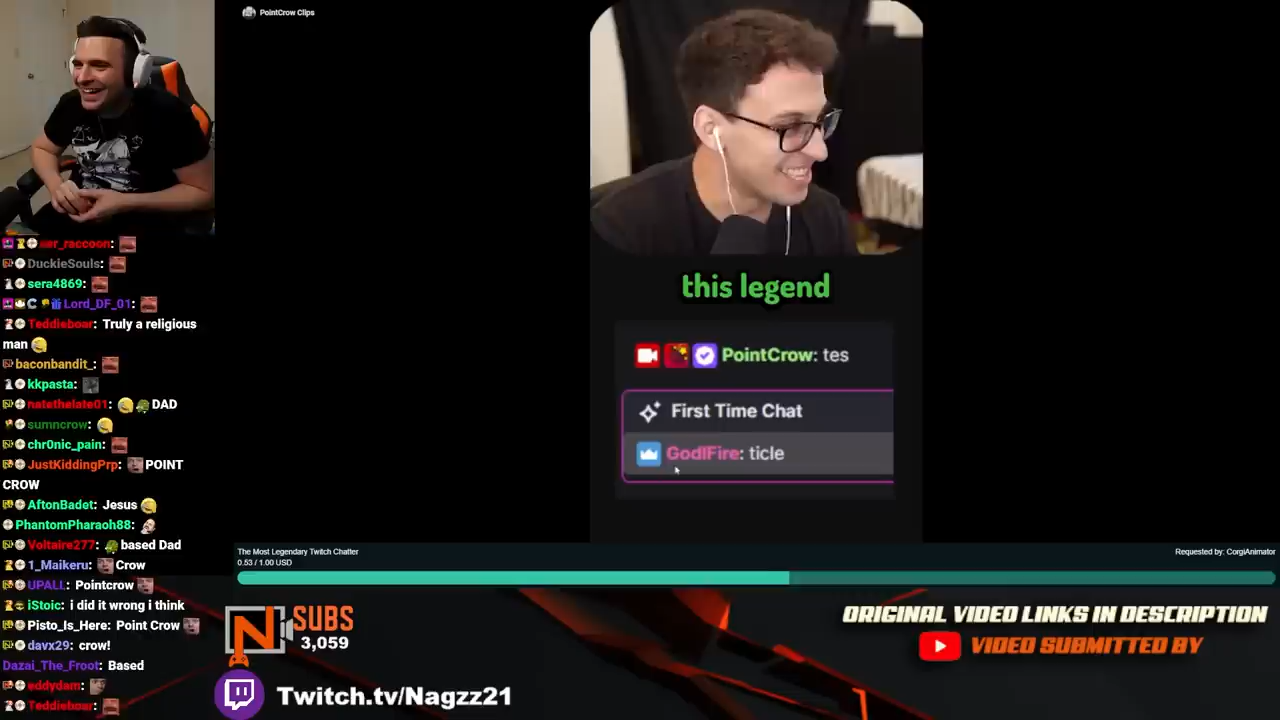 PointCrow Clips
this legend
PointCrow: tes
First Time Chat
GodlFire: ticle
DuckieSouls:
sera4869:
Lord_DF_01:
Teddieboar: Truly a religious
man
baconbandit_:
kkpasta:
natethelate01: DAD
sumncrow:
chr0nic_pain:
JustKiddingPrp: POINT
CROW
AftonBadet: Jesus
PhantomPharaoh88:
Voltaire277: based Dad
1_Maikeru: Crow
UPALL: Pointcrow
iStoic: i did it wrong i think
Pisto_Is_Here: Point Crow
davx29: crow!
Dazai_The_Froot: Based
eddydam:
Teddieboar:
The Most Legendary Twitch Chatter
0.53 / 1.00 USD
Requested by: CorgiAnimator
SUBS
3,059
Twitch.tv/Nagzz21
ORIGINAL VIDEO LINKS IN DESCRIPTION
VIDEO SUBMITTED BY